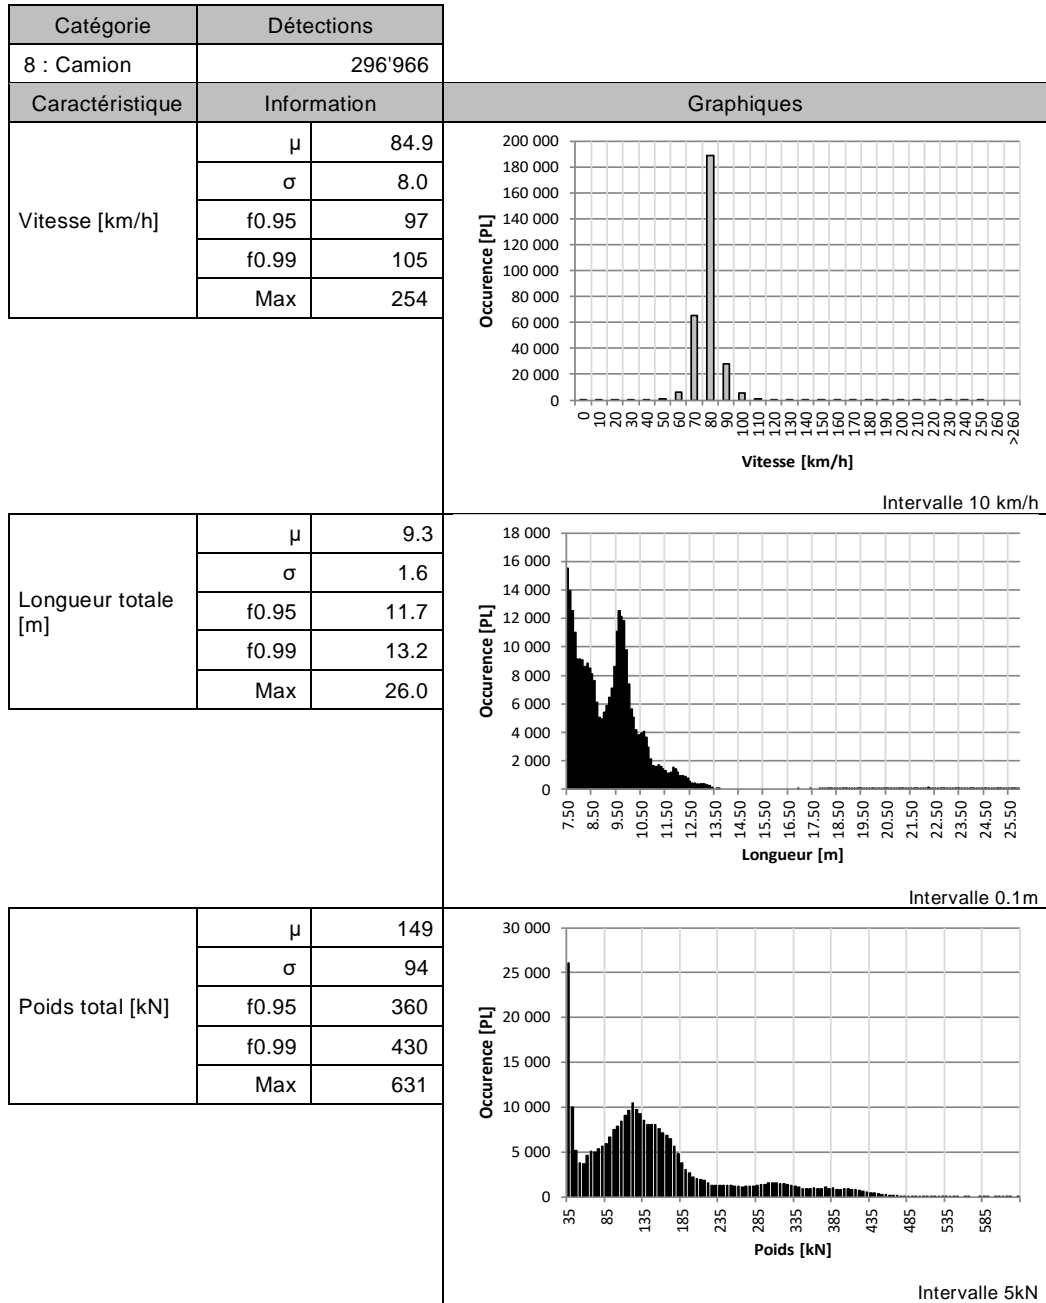 Catégorie Détections
8 : Camion 296'966
Caractéristique Information Graphiques
Vitesse [km/h]
µ 84.9
σ 8.0
f0.95 97
f0.99 105
Max 254
200 000
180 000
160 000
140 000
120 000
100 000
80 000
60 000
40 000
20 000
0
Occurence [PL]
0 10 20 30 40 50 60 70 80 90 100 110 120 130 140 150 160 170 180 190 200 210 220 230 240 250 260 >260
Vitesse [km/h]
Intervalle 10 km/h
Longueur totale
[m]
µ 9.3
σ 1.6
f0.95 11.7
f0.99 13.2
Max 26.0
18 000
16 000
14 000
12 000
10 000
8 000
6 000
4 000
2 000
0
Occurence [PL]
7.50 8.50 9.50 10.50 11.50 12.50 13.50 14.50 15.50 16.50 17.50 18.50 19.50 20.50 21.50 22.50 23.50 24.50 25.50
Longueur [m]
Intervalle 0.1m
Poids total [kN]
µ 149
σ 94
f0.95 360
f0.99 430
Max 631
30 000
25 000
20 000
15 000
10 000
5 000
0
Occurence [PL]
35 85 135 185 235 285 335 385 435 485 535 585
Poids [kN]
Intervalle 5kN